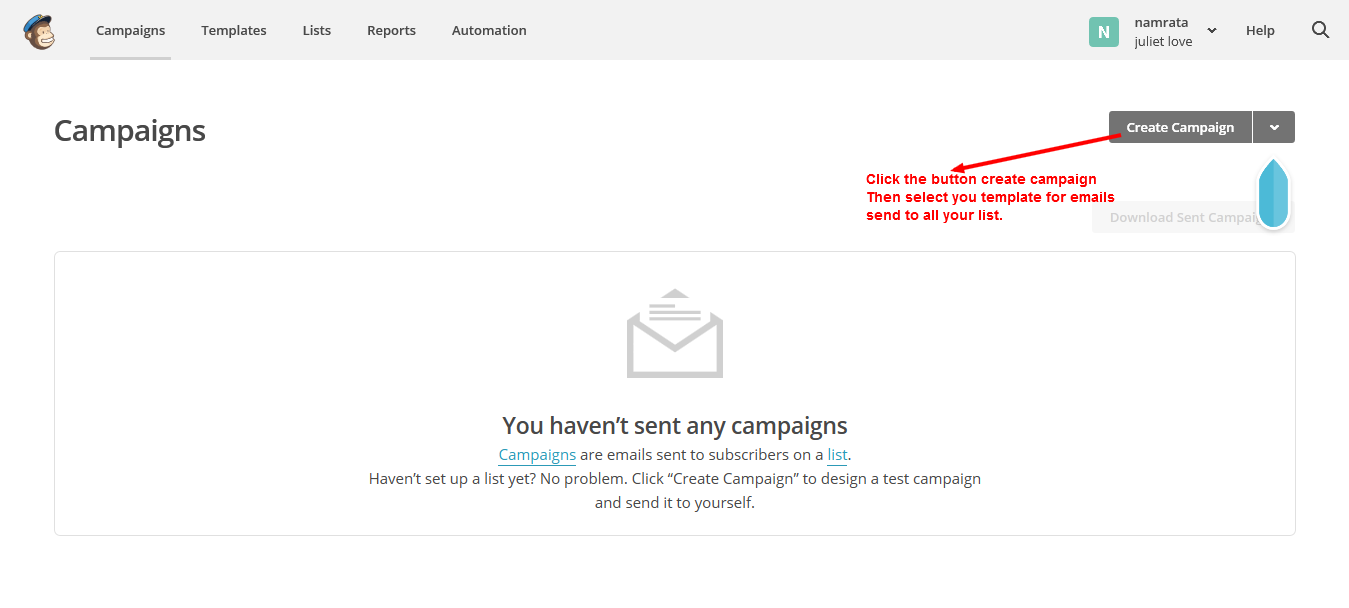 Campaigns Templates Lists Reports Automation
N
namrata
juliet love
Help
Campaigns
Create Campaign
Click the button create campaign
Then select you template for emails
send to all your list.
Download Sent Campaig
You haven’t sent any campaigns
Campaigns are emails sent to subscribers on a list.
Haven’t set up a list yet? No problem. Click “Create Campaign” to design a test campaign
and send it to yourself.